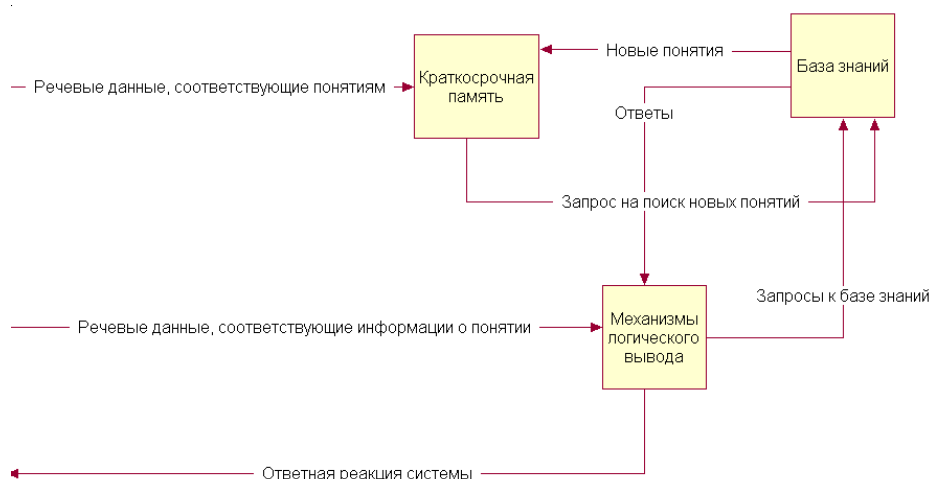 Новые понятия
База знаний
Краткосрочная
память
Речевые данные, соответствующие понятиям
Ответы
Запрос на поиск новых понятий
Запросы к базе знаний
Механизмы
логического
вывода
Речевые данные, соответствующие информации о понятии
Ответная реакция системы